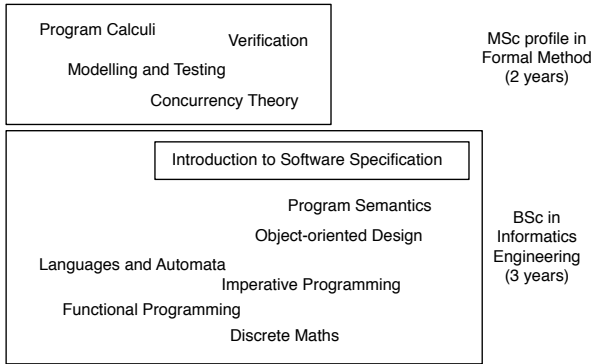 Program Calculi
Verification
Modelling and Testing
Concurrency Theory
MSc profile in
Formal Method
(2 years)
Introduction to Software Specification
Program Semantics
Object-oriented Design
Languages and Automata
Imperative Programming
Functional Programming
Discrete Maths
BSc in
Informatics
Engineering
(3 years)